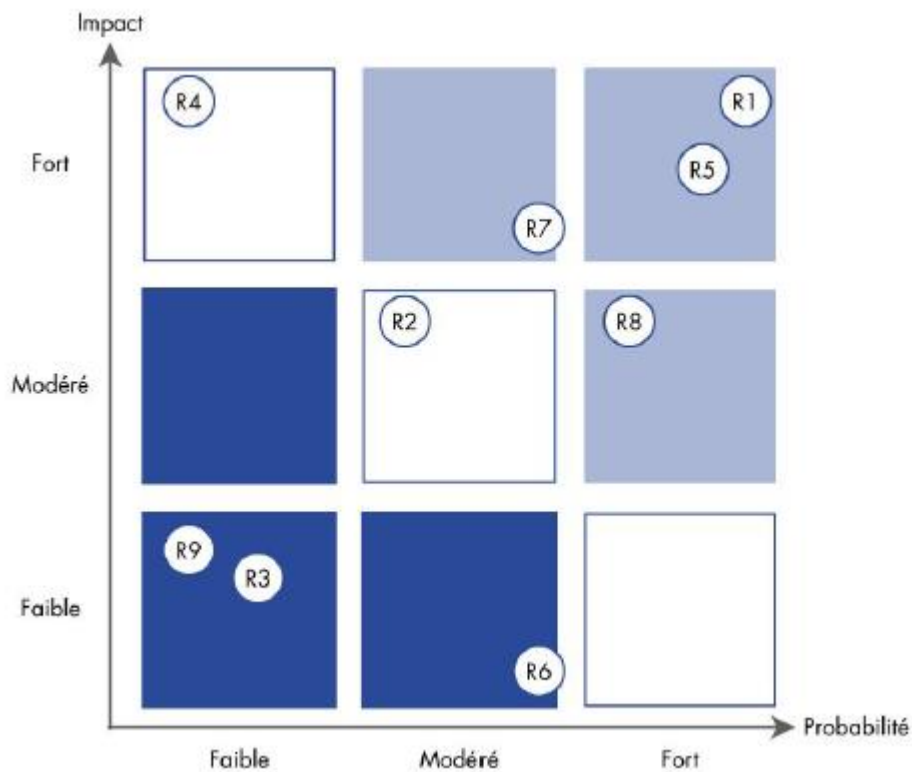 Impact
R4
R1
Fort
R5
R7
R2
R8
Modéré
R9
R3
Faible
R6
Probabilité
Faible
Modéré
Fort